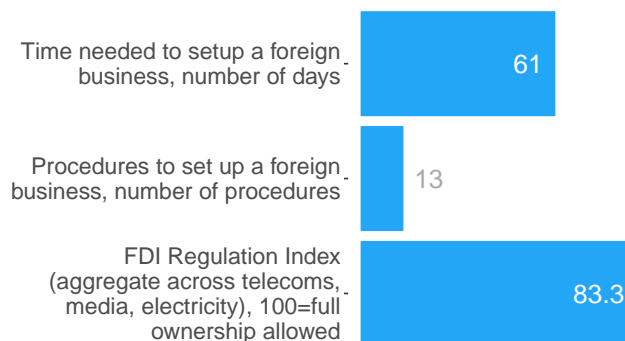 Time needed to setup a foreign
business, number of days
61
Procedures to set up a foreign
business, number of procedures
13
FDI Regulation Index
(aggregate across telecoms,
media, electricity), 100=full
ownership allowed
83.3